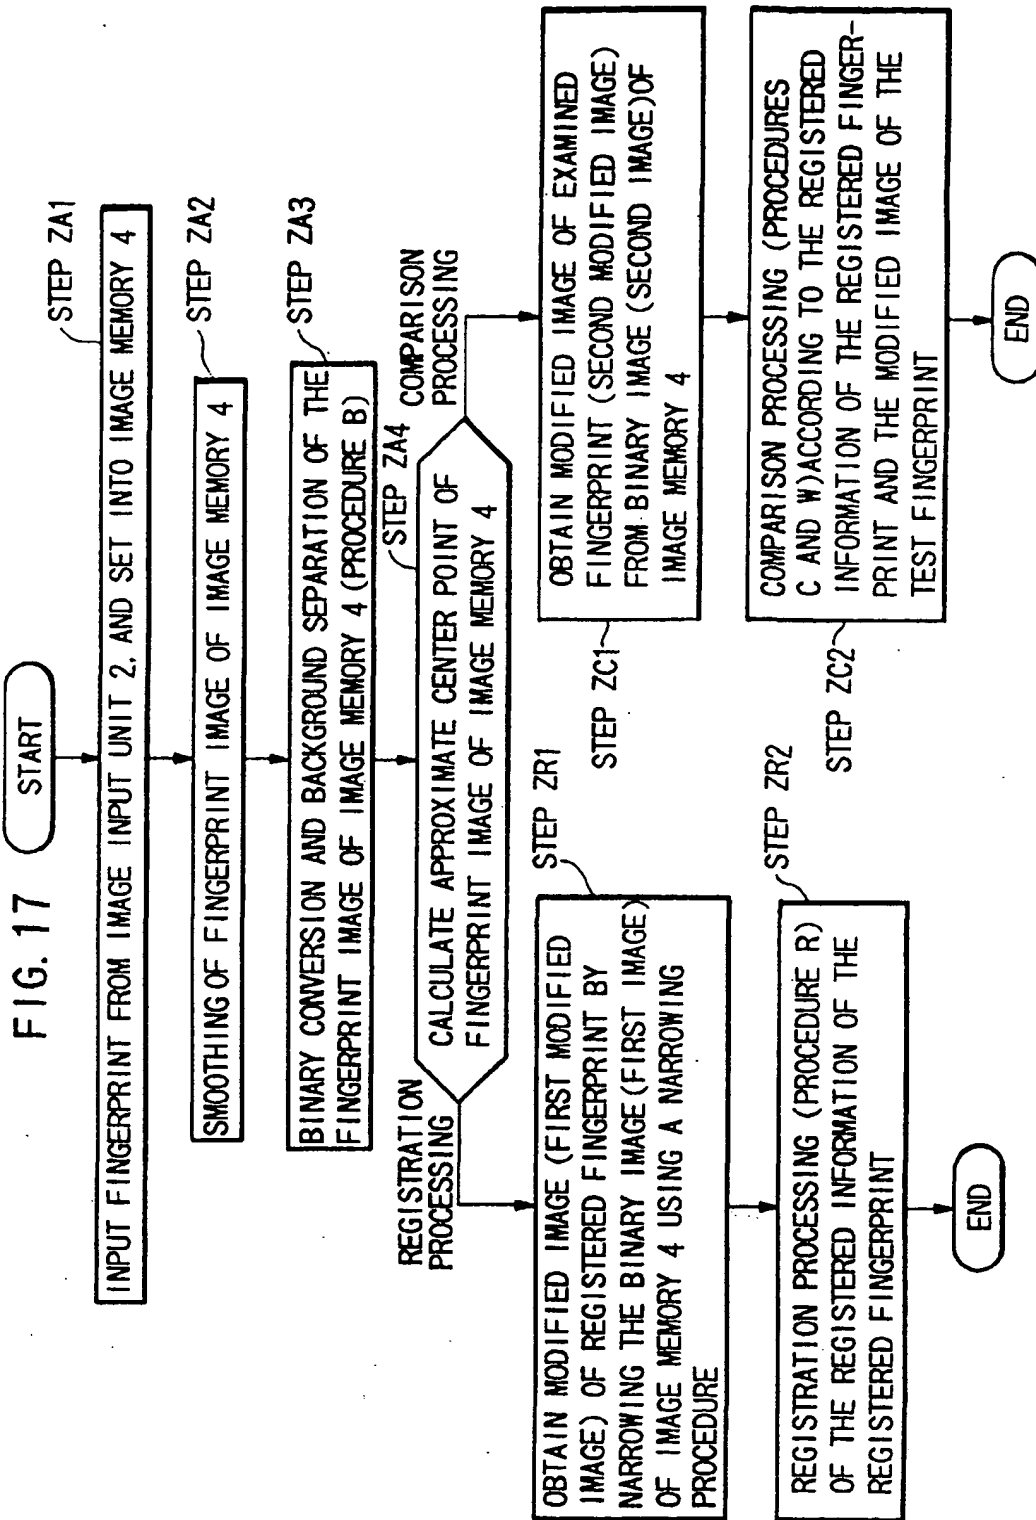 FIG. 17
START
STEP ZA1
INPUT FINGERPRINT FROM IMAGE INPUT UNIT 2, AND SET INTO IMAGE MEMORY 4
STEP ZA2
SMOOTHING OF FINGERPRINT IMAGE OF IMAGE MEMORY 4
STEP ZA3
BINARY CONVERSION AND BACKGROUND SEPARATION OF THE
FINGERPRINT IMAGE OF IMAGE MEMORY 4 (PROCEDURE B)
STEP ZA4
CALCULATE APPROXIMATE CENTER POINT OF
FINGERPRINT IMAGE OF IMAGE MEMORY 4
REGISTRATION
PROCESSING
COMPARISON
PROCESSING
STEP ZR1
OBTAIN MODIFIED IMAGE (FIRST MODIFIED
IMAGE) OF REGISTERED FINGERPRINT BY
NARROWING THE BINARY IMAGE (FIRST IMAGE)
OF IMAGE MEMORY 4 USING A NARROWING
PROCEDURE
STEP ZR2
REGISTRATION PROCESSING (PROCEDURE R)
OF THE REGISTERED INFORMATION OF THE
REGISTERED FINGERPRINT
END
STEP ZC1
OBTAIN MODIFIED IMAGE OF EXAMINED
FINGERPRINT (SECOND MODIFIED IMAGE)
FROM BINARY IMAGE (SECOND IMAGE)OF
IMAGE MEMORY 4
STEP ZC2
COMPARISON PROCESSING (PROCEDURES
C AND W)ACCORDING TO THE REGISTERED
INFORMATION OF THE REGISTERED FINGER-
PRINT AND THE MODIFIED IMAGE OF THE
TEST FINGERPRINT
END